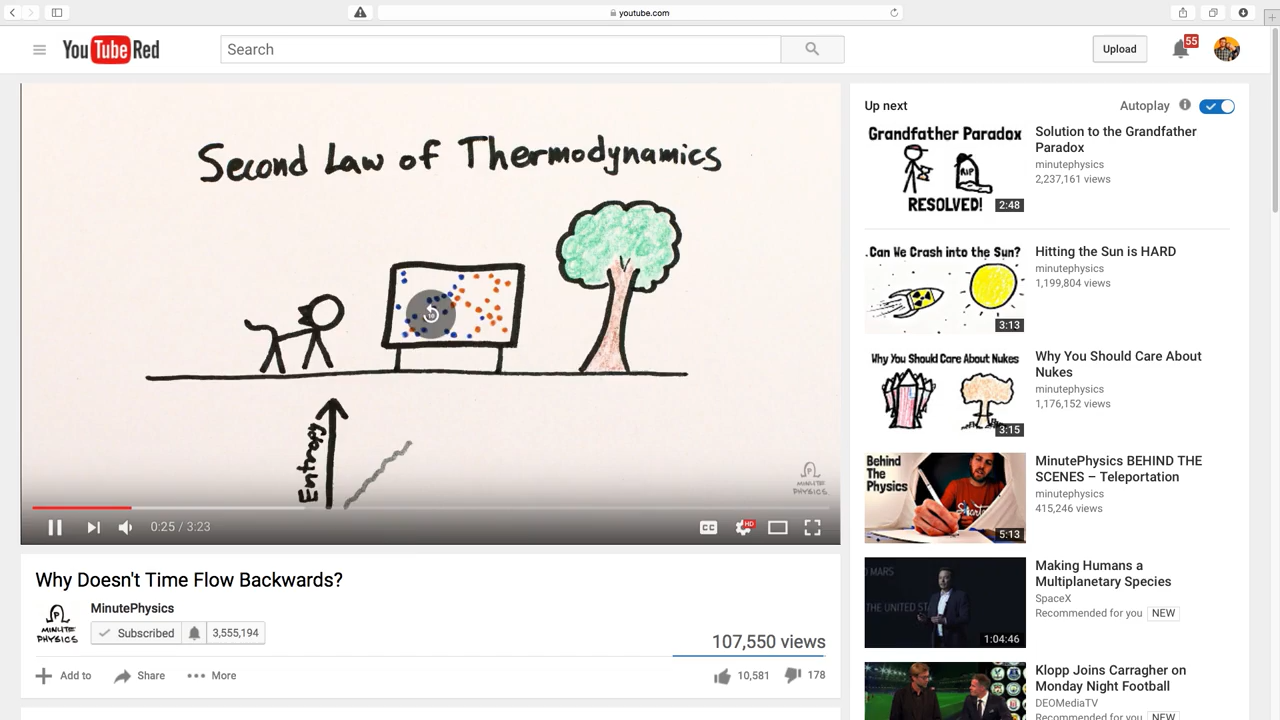 youtube.com
YouTube Red
Search
Upload
55
Second Law of Thermodynamics
10
Entropy
MINUTE
PHYSICS
0:25 / 3:23
CC
HD
Why Doesn't Time Flow Backwards?
MINUTE
PHYSICS
MinutePhysics
Subscribed
3,555,194
107,550 views
Add to
Share
More
10,581
178
Up next
Autoplay
Grandfather Paradox
RIP
RESOLVED!
2:48
Solution to the Grandfather
Paradox
minutephysics
2,237,161 views
Can We Crash into the Sun?
3:13
Hitting the Sun is HARD
minutephysics
1,199,804 views
Why You Should Care About Nukes
3:15
Why You Should Care About
Nukes
minutephysics
1,176,152 views
Behind
The
Physics
5:13
MinutePhysics BEHIND THE
SCENES – Teleportation
minutephysics
415,246 views
MARS
THE UNITED
1:04:46
Making Humans a
Multiplanetary Species
SpaceX
Recommended for you NEW
Klopp Joins Carragher on
Monday Night Football
DEOMediaTV
Recommended for you NEW